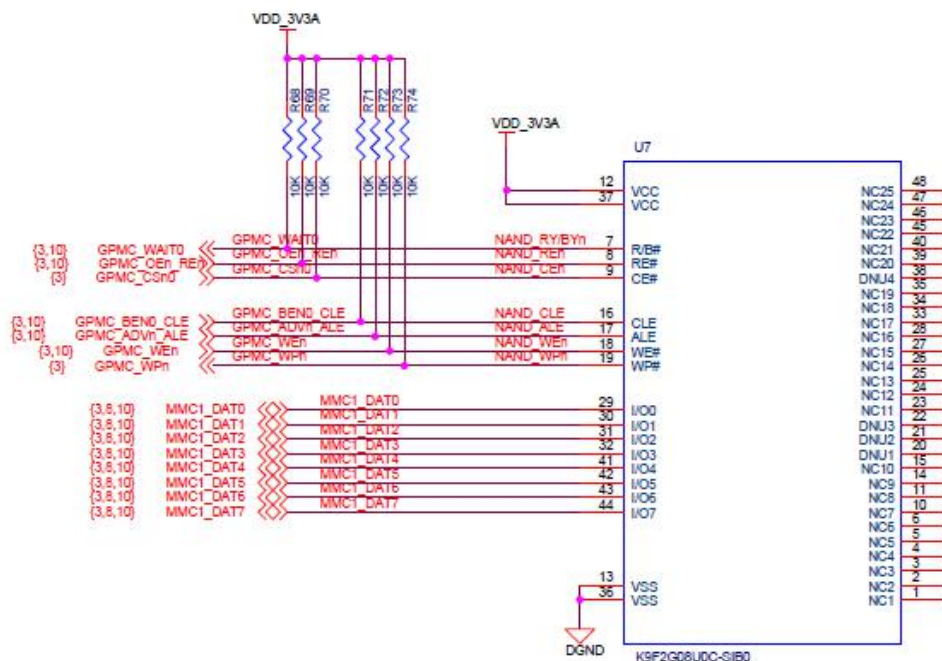 VDD_3V3A
R68 R69 R70 R71 R72 R73 R74
10K 10K 10K 10K 10K 10K 10K
VDD_3V3A
U7
12 VCC NC25 48
37 VCC NC24 47
NC23 46
NC22 45
{3,10} GPMC_WAIT0 GPMC_WAIT0 NAND_RY/BYn 7 R/B# NC21 40
{3,10} GPMC_OEn_REn GPMC_OEn_REn NAND_REn 8 RE# NC20 39
{3} GPMC_CSn0 GPMC_CSn0 NAND_CEn 9 CE# DNU4 38
NC19 35
NC18 34
{3,10} GPMC_BEN0_CLE GPMC_BEN0_CLE NAND_CLE 16 CLE NC17 33
{3,10} GPMC_ADVn_ALE GPMC_ADVn_ALE NAND_ALE 17 ALE NC16 28
{3,10} GPMC_WEn GPMC_WEn NAND_WEn 18 WE# NC15 27
{3} GPMC_WPn GPMC_WPn NAND_WPn 19 WP# NC14 26
NC13 25
NC12 24
{3,8,10} MMC1_DAT0 MMC1_DAT0 29 I/O0 NC11 23
{3,8,10} MMC1_DAT1 MMC1_DAT1 30 I/O1 DNU3 22
{3,8,10} MMC1_DAT2 MMC1_DAT2 31 I/O2 DNU2 21
{3,8,10} MMC1_DAT3 MMC1_DAT3 32 I/O3 DNU1 20
{3,8,10} MMC1_DAT4 MMC1_DAT4 41 I/O4 NC10 15
{3,8,10} MMC1_DAT5 MMC1_DAT5 42 I/O5 NC9 14
{3,8,10} MMC1_DAT6 MMC1_DAT6 43 I/O6 NC8 11
{3,8,10} MMC1_DAT7 MMC1_DAT7 44 I/O7 NC7 10
NC6 6
NC5 5
NC4 4
NC3 3
13 VSS NC2 2
36 VSS NC1 1
DGND
K9F2G08U0C-SIB0